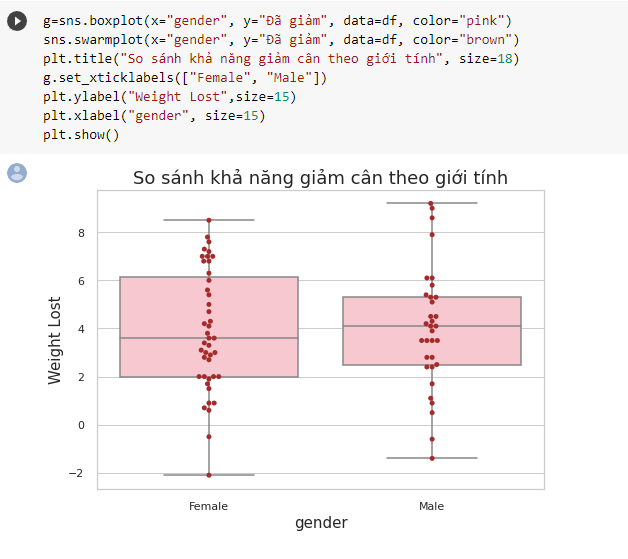 g=sns.boxplot(x="gender", y="Đã giảm", data=df, color="pink")
sns.swarmplot(x="gender", y="Đã giảm", data=df, color="brown")
plt.title("So sánh khả năng giảm cân theo giới tính", size=18)
g.set_xticklabels(["Female", "Male"])
plt.ylabel("Weight Lost",size=15)
plt.xlabel("gender", size=15)
plt.show()
So sánh khả năng giảm cân theo giới tính
Weight Lost
8
6
4
2
0
−2
Female Male
gender